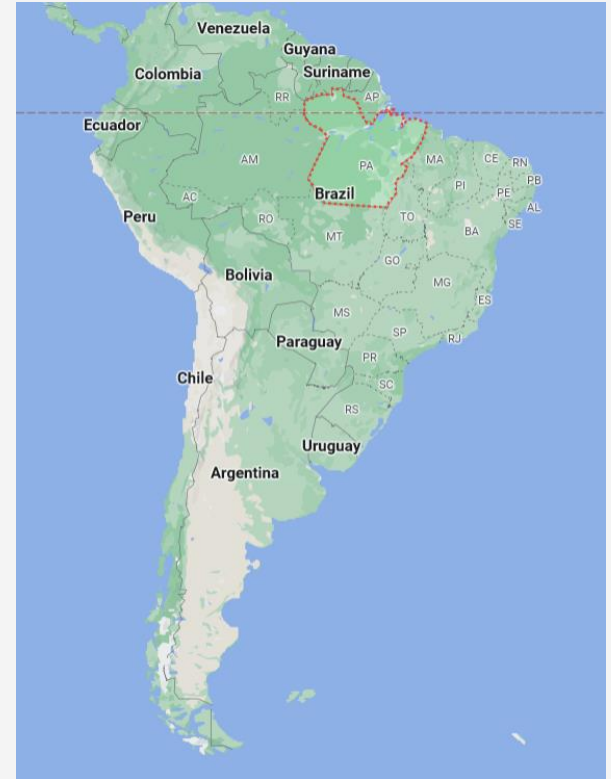 Venezuela
Guyana
Colombia
Suriname
RR
AP
Ecuador
AM
PA
MA
CE
RN
PB
PI
PE
AL
SE
AC
Brazil
RO
TO
BA
Peru
MT
GO
Bolivia
MG
ES
MS
SP
RJ
Paraguay
PR
Chile
SC
RS
Uruguay
Argentina